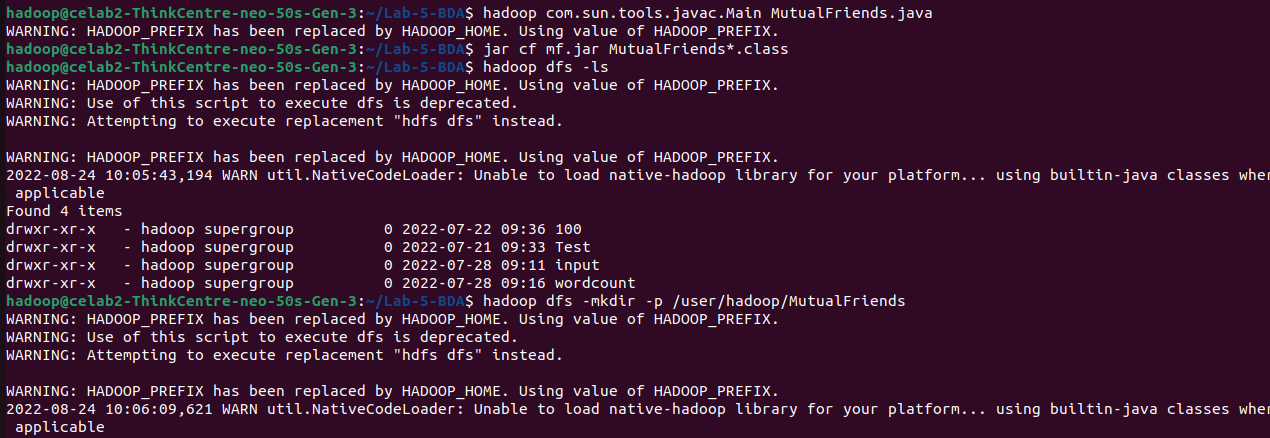 hadoop@celab2-ThinkCentre-neo-50s-Gen-3:~/Lab-5-BDA$ hadoop com.sun.tools.javac.Main MutualFriends.java
WARNING: HADOOP_PREFIX has been replaced by HADOOP_HOME. Using value of HADOOP_PREFIX.
hadoop@celab2-ThinkCentre-neo-50s-Gen-3:~/Lab-5-BDA$ jar cf mf.jar MutualFriends*.class
hadoop@celab2-ThinkCentre-neo-50s-Gen-3:~/Lab-5-BDA$ hadoop dfs -ls
WARNING: HADOOP_PREFIX has been replaced by HADOOP_HOME. Using value of HADOOP_PREFIX.
WARNING: Use of this script to execute dfs is deprecated.
WARNING: Attempting to execute replacement "hdfs dfs" instead.

WARNING: HADOOP_PREFIX has been replaced by HADOOP_HOME. Using value of HADOOP_PREFIX.
2022-08-24 10:05:43,194 WARN util.NativeCodeLoader: Unable to load native-hadoop library for your platform... using builtin-java classes wher
applicable
Found 4 items
drwxr-xr-x   - hadoop supergroup          0 2022-07-22 09:36 100
drwxr-xr-x   - hadoop supergroup          0 2022-07-21 09:33 Test
drwxr-xr-x   - hadoop supergroup          0 2022-07-28 09:11 input
drwxr-xr-x   - hadoop supergroup          0 2022-07-28 09:16 wordcount
hadoop@celab2-ThinkCentre-neo-50s-Gen-3:~/Lab-5-BDA$ hadoop dfs -mkdir -p /user/hadoop/MutualFriends
WARNING: HADOOP_PREFIX has been replaced by HADOOP_HOME. Using value of HADOOP_PREFIX.
WARNING: Use of this script to execute dfs is deprecated.
WARNING: Attempting to execute replacement "hdfs dfs" instead.

WARNING: HADOOP_PREFIX has been replaced by HADOOP_HOME. Using value of HADOOP_PREFIX.
2022-08-24 10:06:09,621 WARN util.NativeCodeLoader: Unable to load native-hadoop library for your platform... using builtin-java classes wher
applicable